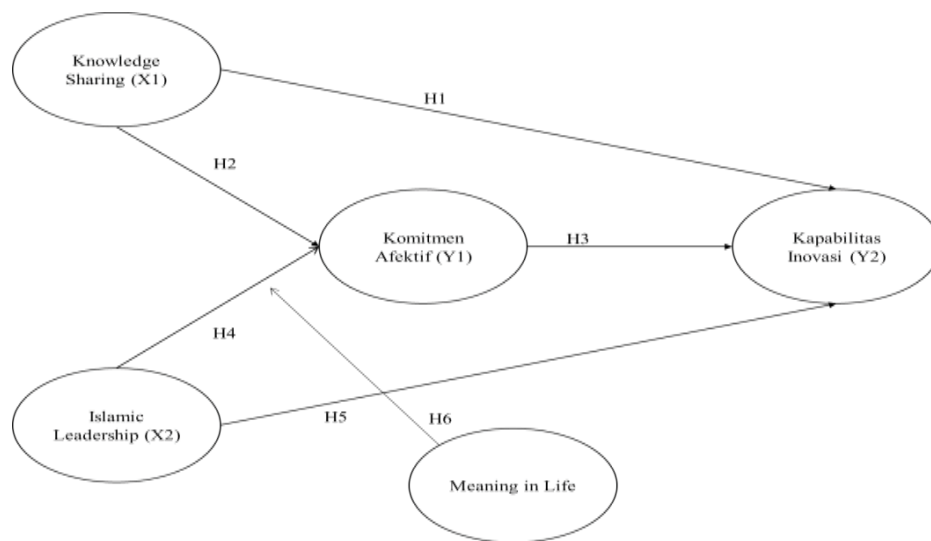 Knowledge
Sharing (X1)
H1
H2
Komitmen
Afektif (Y1)
H3
Kapabilitas
Inovasi (Y2)
H4
Islamic
Leadership (X2)
H5
H6
Meaning in Life